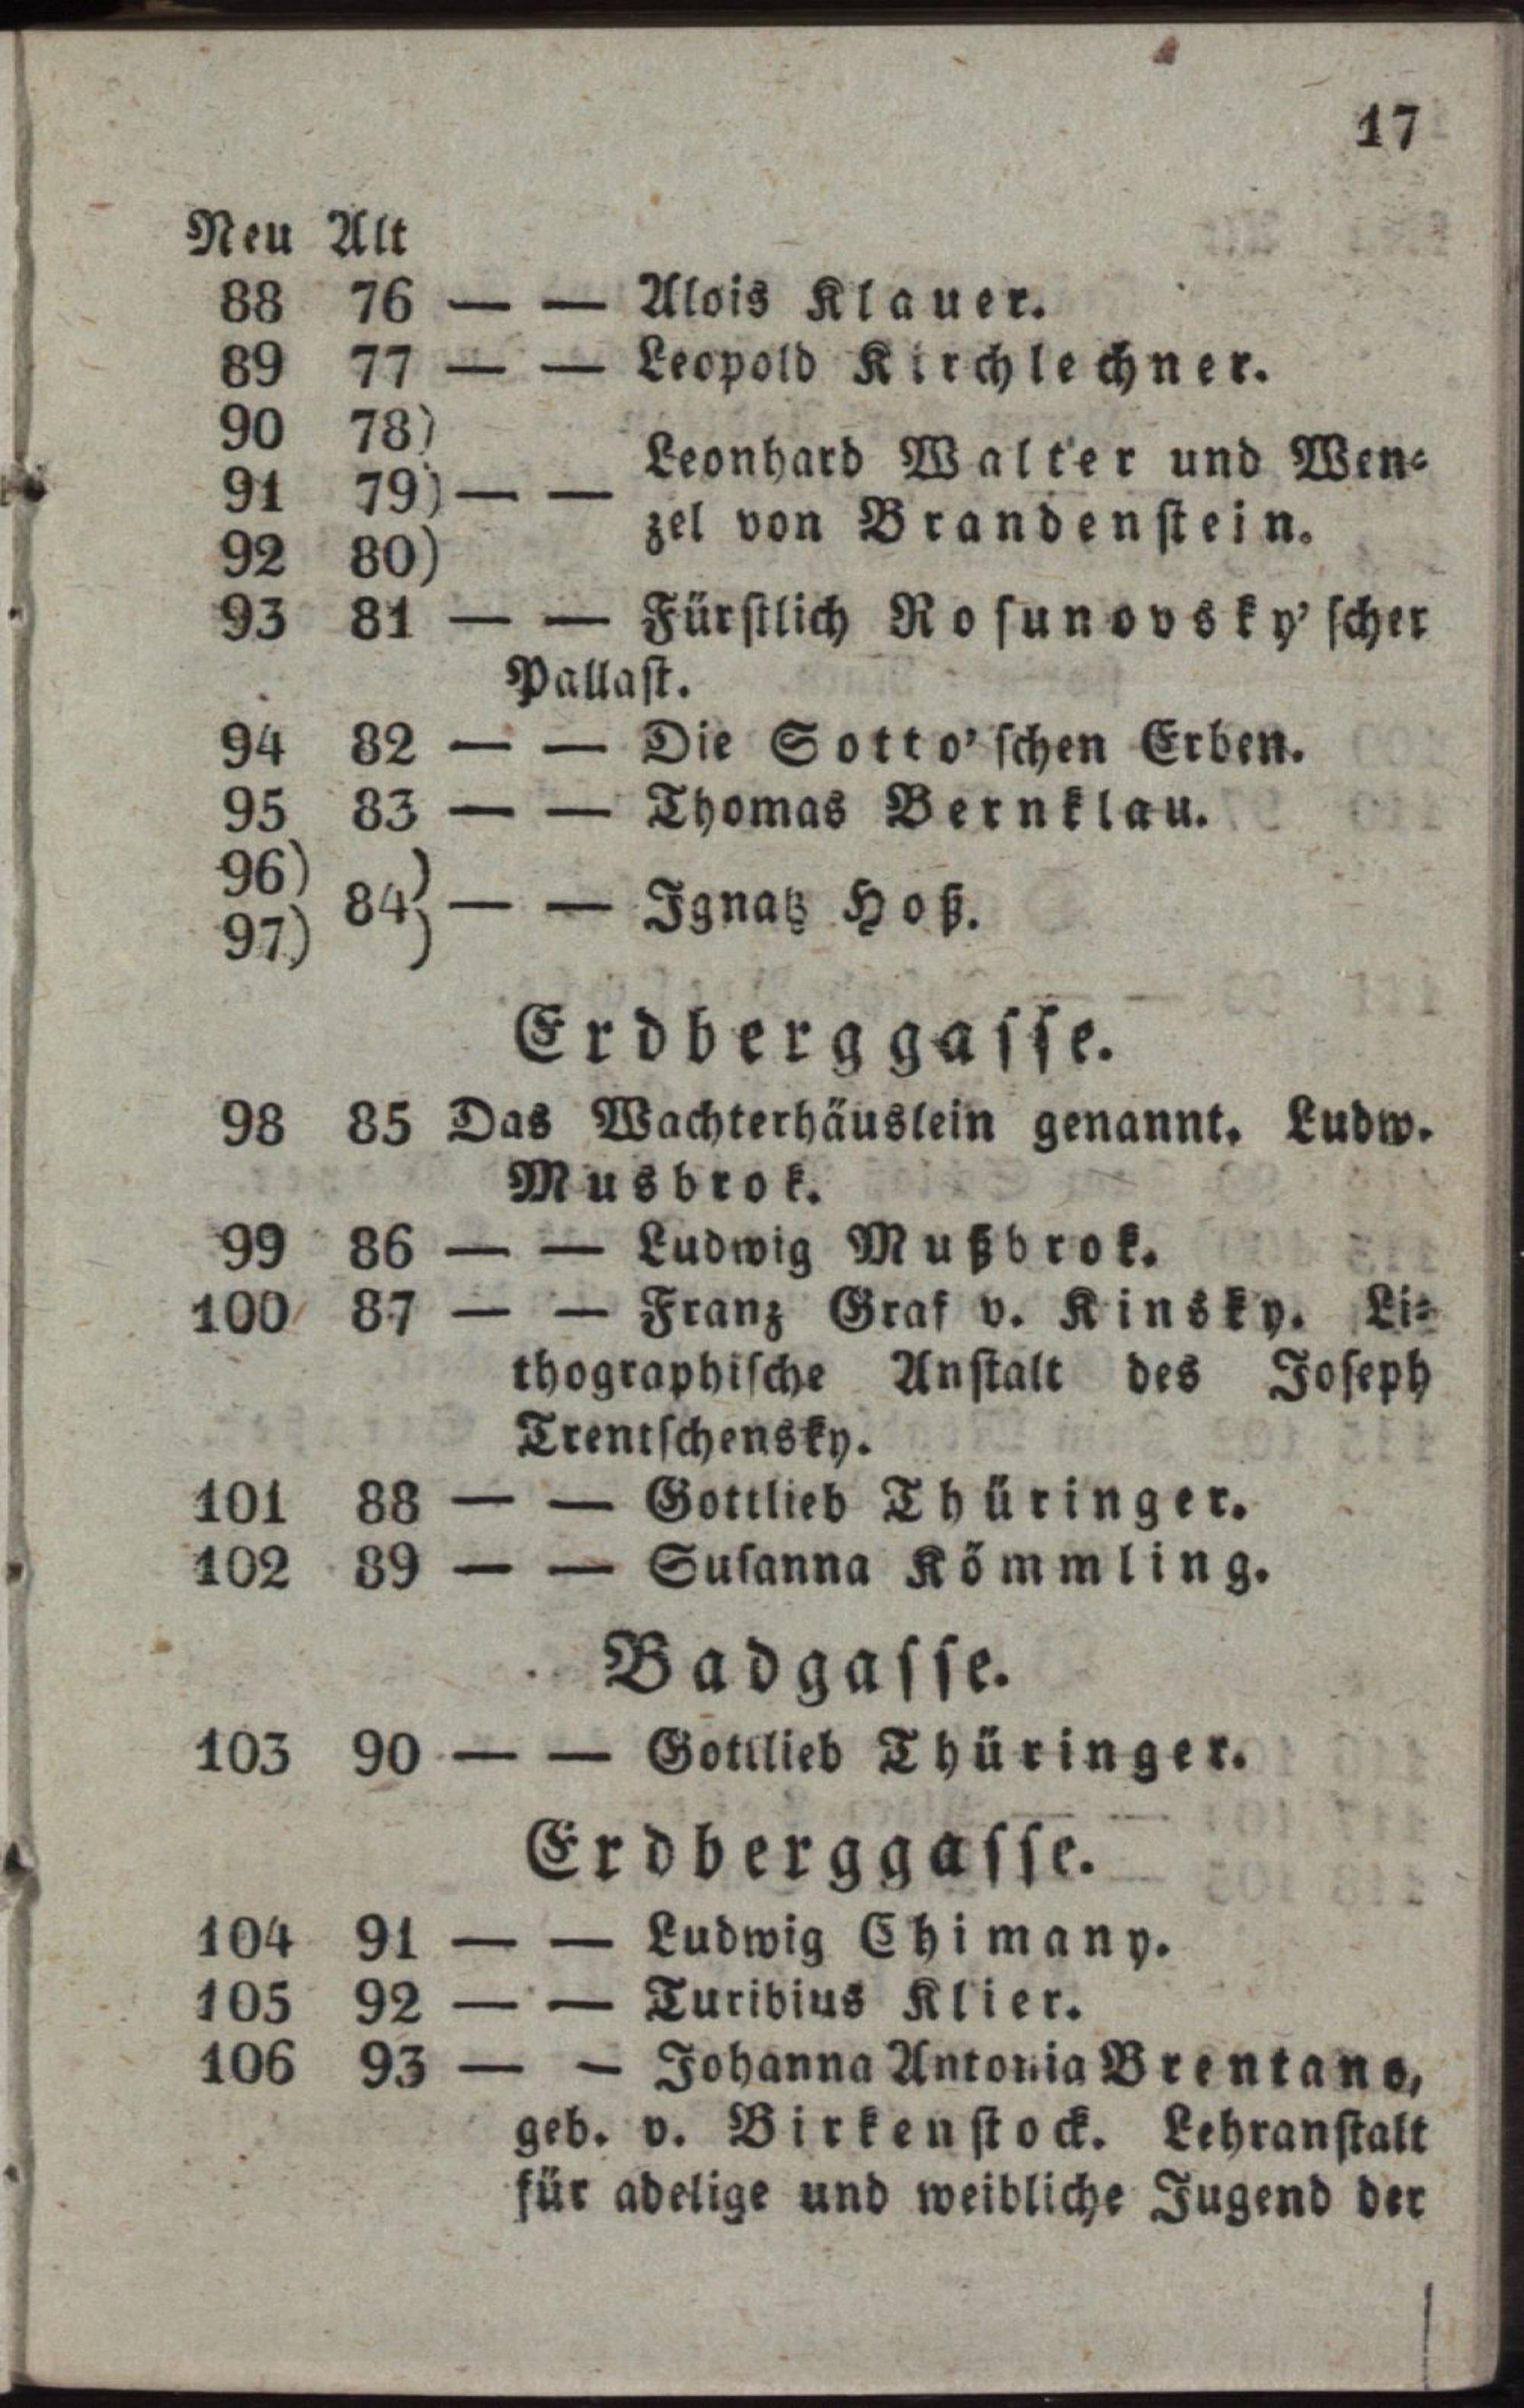 17
Neu Alt
88 76 — — Alois Klauer.
89 77 — — Leopold Kirchlechner.
90 78)
91 79) — — Leonhard Walter und Wen⸗
92 80) zel von Brandenstein.
93 81 — — Fürstlich Rosunovsky'scher
Pallast.
94 82 — — Die Sotto'schen Erben.
95 83 — — Thomas Bernklau.
96)
97) 84) — — Ignatz Hoß.
Erdberggasse.
98 85 Das Wachterhäuslein genannt. Ludw.
Musbrok.
99 86 — — Ludwig Mußbrok.
100 87 — — Franz Graf v. Kinsky. Li⸗
thographische Anstalt des Joseph
Trentschensky.
101 88 — — Gottlieb Thüringer.
102 89 — — Susanna Kömmling.
Badgasse.
103 90 — — Gottlieb Thüringer.
Erdberggasse.
104 91 — — Ludwig Chimany.
105 92 — — Turibius Klier.
106 93 — — Johanna Antonia Brentano,
geb. v. Birkenstock. Lehranstalt
für adelige und weibliche Jugend der